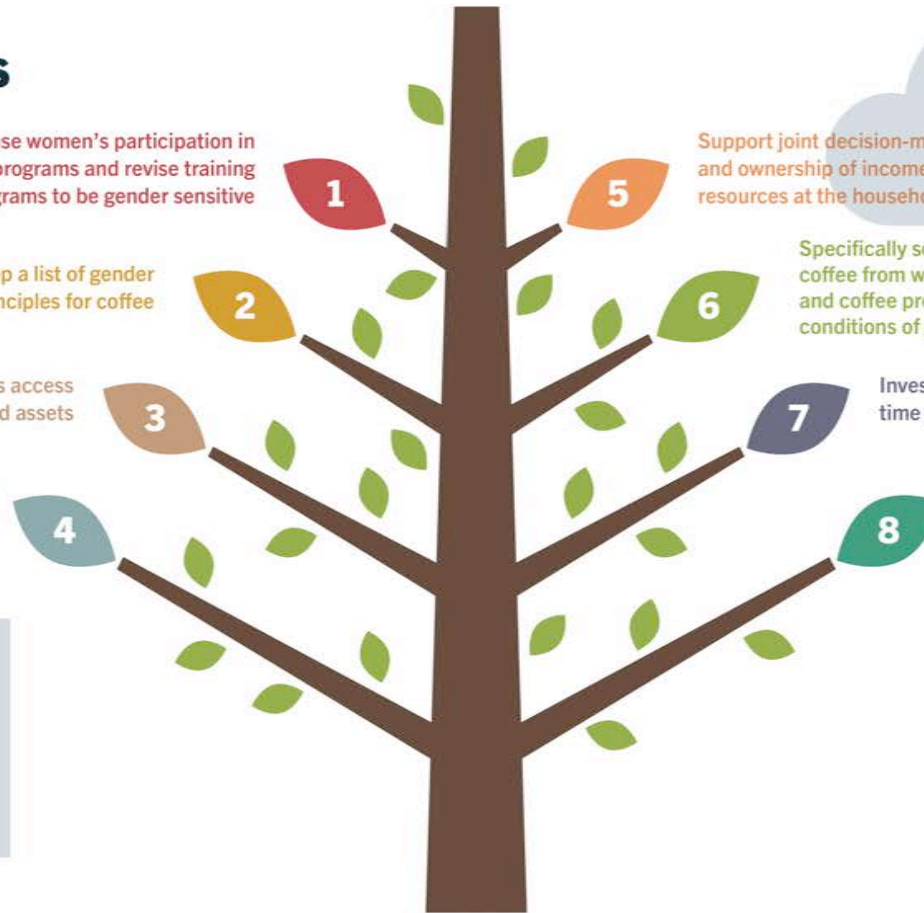 s
se women's participation in
programs and revise training
grams to be gender sensitive
1
p a list of gender
nciples for coffee
2
s access
d assets
3
4
5
Support joint decision-m
and ownership of income
resources at the househo
6
Specifically s
coffee from w
and coffee pr
conditions of
7
Inves
time
8